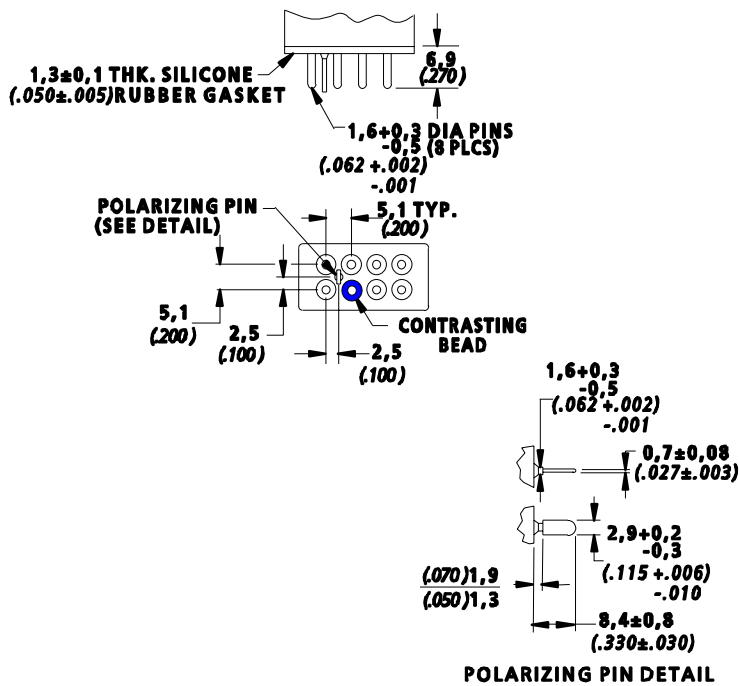 6,9
(.270)
1,3±0,1 THK. SILICONE
(.050±.005)RUBBER GASKET
1,6+0,3 DIA PINS
-0,5 (8 PLCS)
(.062 +.002)
-.001
POLARIZING PIN
(SEE DETAIL)
5,1 TYP.
(.200)
5,1
(.200)
2,5
(.100)
2,5
(.100)
CONTRASTING
BEAD
1,6+0,3
-0,5
(.062 +.002)
-.001
0,7±0,08
(.027±.003)
2,9+0,2
-0,3
(.115 +.006)
-.010
(.070)1,9
(.050)1,3
8,4±0,8
(.330±.030)
POLARIZING PIN DETAIL